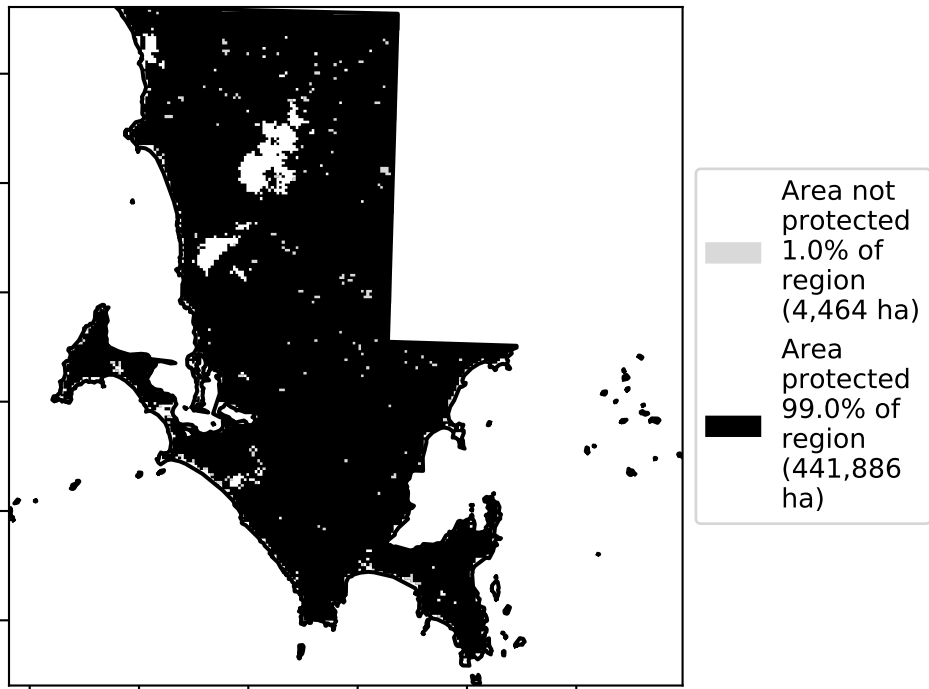 Area not
protected
1.0% of
region
(4,464 ha)
Area
protected
99.0% of
region
(441,886
ha)